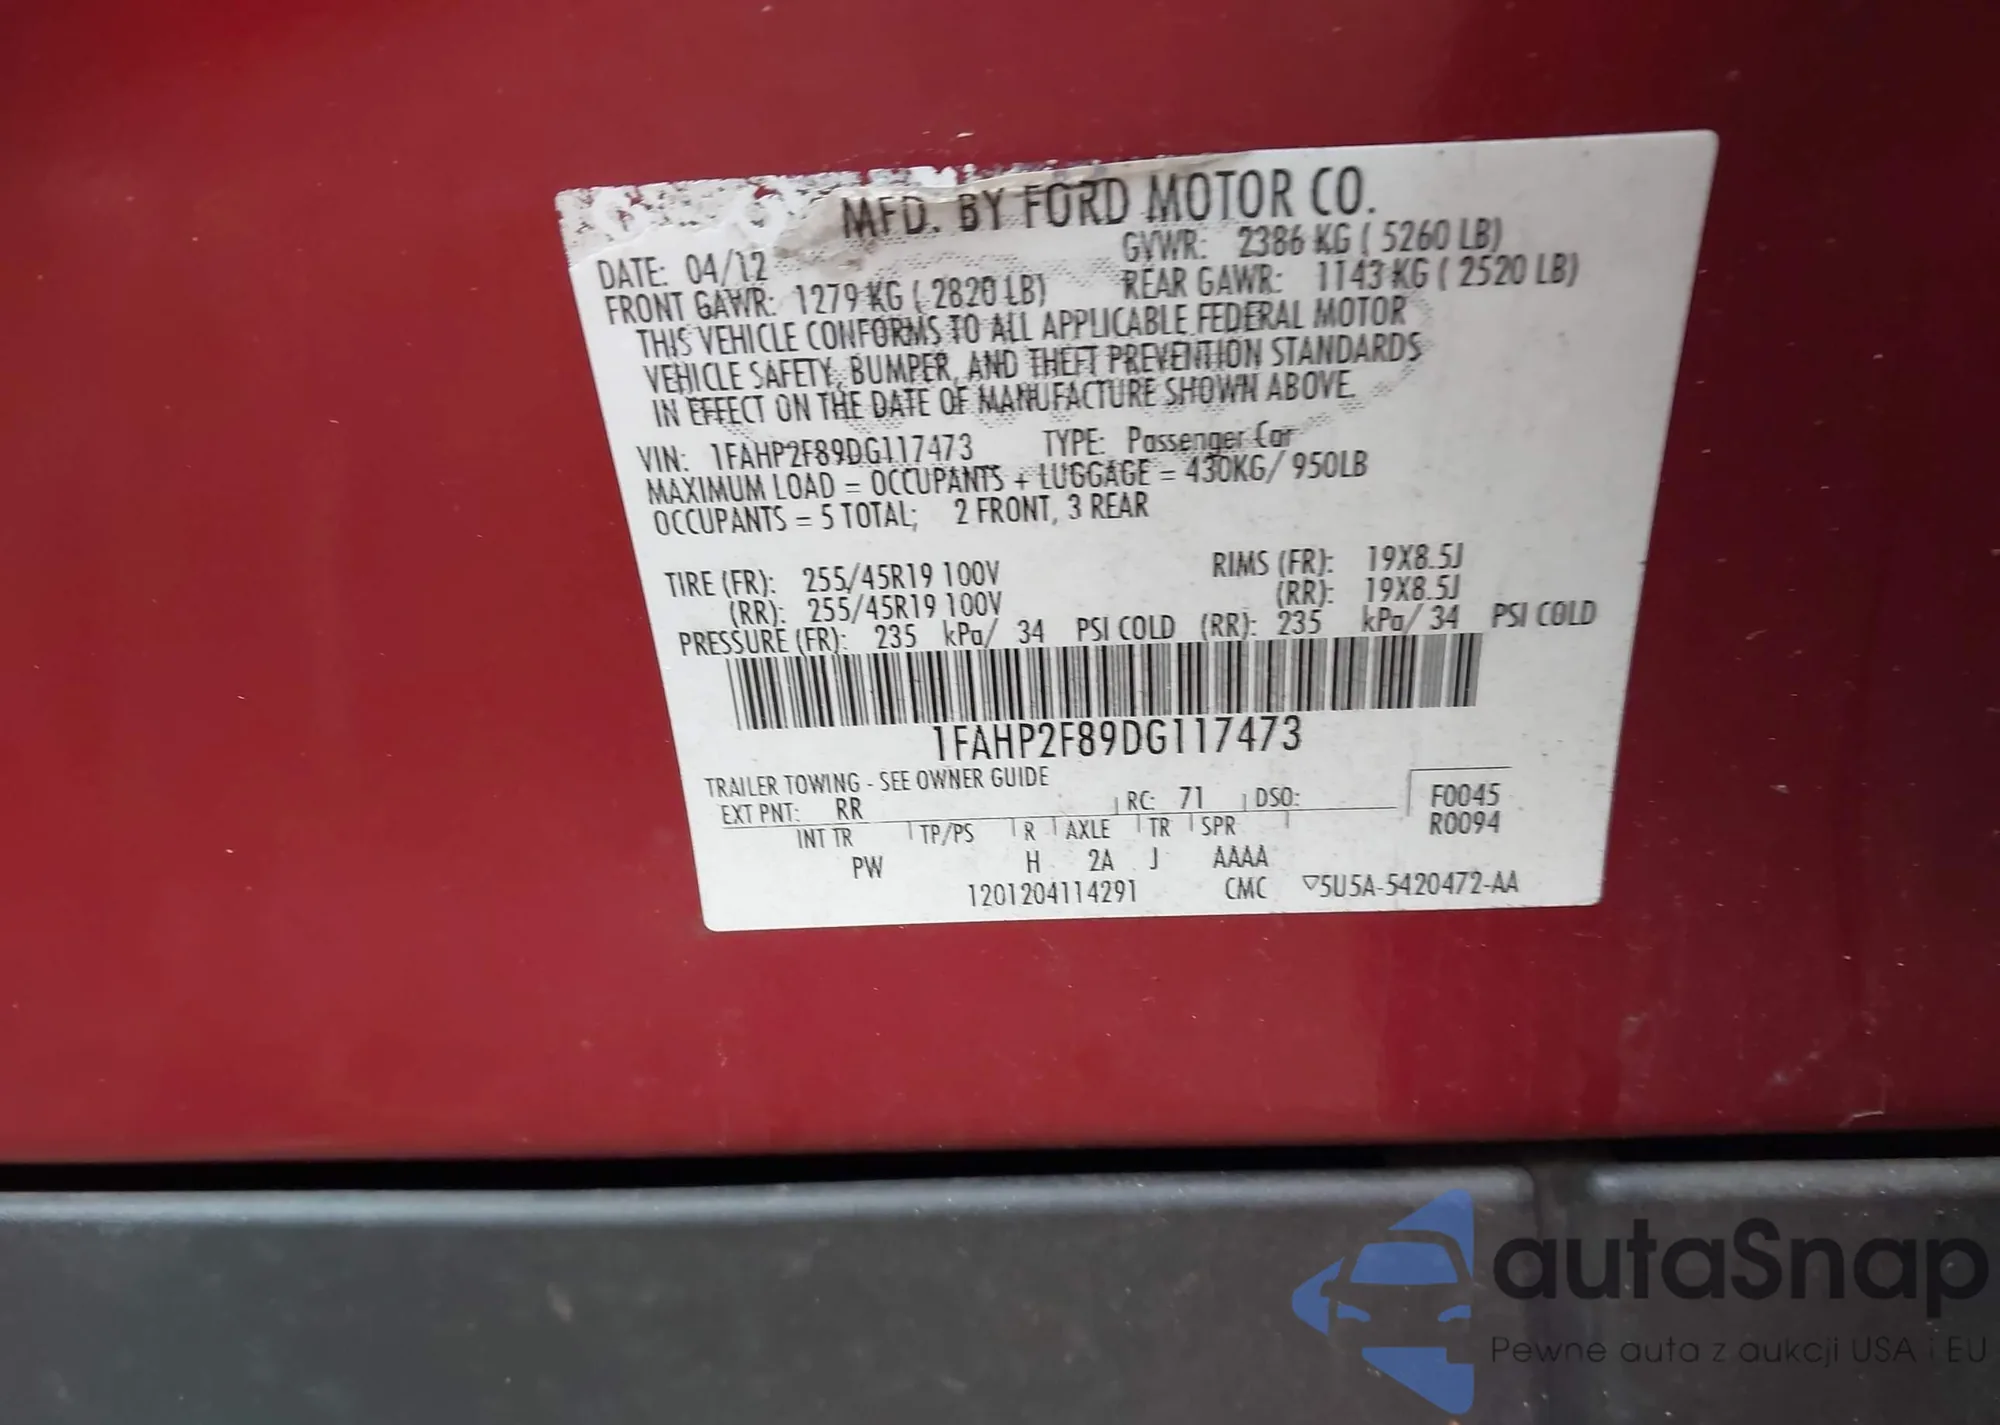 MFD. BY FORD MOTOR CO.
DATE: 04/12 GVWR: 2386 KG ( 5260 LB)
FRONT GAWR: 1279 KG ( 2820 LB) REAR GAWR: 1143 KG ( 2520 LB)
THIS VEHICLE CONFORMS TO ALL APPLICABLE FEDERAL MOTOR
VEHICLE SAFETY, BUMPER, AND THEFT PREVENTION STANDARDS
IN EFFECT ON THE DATE OF MANUFACTURE SHOWN ABOVE.
VIN: 1FAHP2F89DG117473 TYPE: Passenger Car
MAXIMUM LOAD = OCCUPANTS + LUGGAGE = 430KG/ 950LB
OCCUPANTS = 5 TOTAL; 2 FRONT, 3 REAR
TIRE (FR): 255/45R19 100V RIMS (FR): 19X8.5J
(RR): 255/45R19 100V (RR): 19X8.5J
PRESSURE (FR): 235 kPa/ 34 PSI COLD (RR): 235 kPa/ 34 PSI COLD
1FAHP2F89DG117473
TRAILER TOWING - SEE OWNER GUIDE
EXT PNT: RR RC: 71 DSO: F0045
INT TR TP/PS R AXLE TR SPR R0094
PW H 2A J AAAA
1201204114291 CMC ▽5U5A-5420472-AA
autaSnap
Pewne auta z aukcji USA i EU